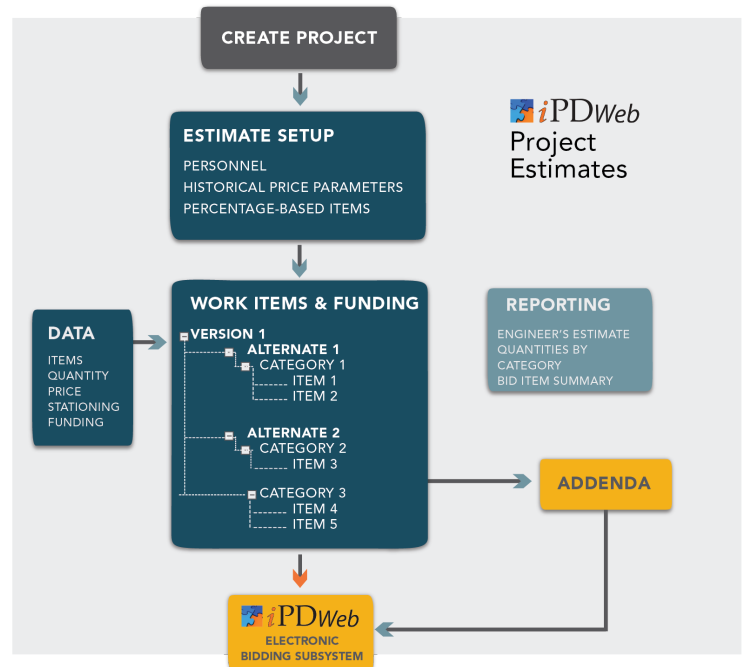 CREATE PROJECT
iPDWeb
Project
Estimates
ESTIMATE SETUP
PERSONNEL
HISTORICAL PRICE PARAMETERS
PERCENTAGE-BASED ITEMS
DATA
ITEMS
QUANTITY
PRICE
STATIONING
FUNDING
WORK ITEMS & FUNDING
VERSION 1
ALTERNATE 1
CATEGORY 1
ITEM 1
ITEM 2
ALTERNATE 2
CATEGORY 2
ITEM 3
CATEGORY 3
ITEM 4
ITEM 5
REPORTING
ENGINEER'S ESTIMATE
QUANTITIES BY
CATEGORY
BID ITEM SUMMARY
ADDENDA
iPDWeb
ELECTRONIC
BIDDING SUBSYSTEM